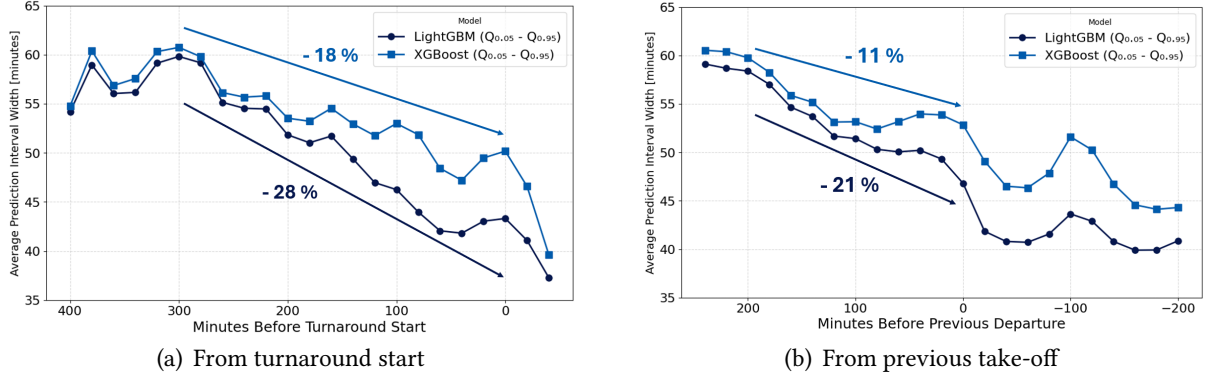 65
60
55
50
45
40
35
Average Prediction Interval Width [minutes]
400
300
200
100
0
Minutes Before Turnaround Start
Model
LightGBM (Q₀.₀₅ - Q₀.₉₅)
XGBoost (Q₀.₀₅ - Q₀.₉₅)
- 18 %
- 28 %
(a) From turnaround start
65
60
55
50
45
40
35
Average Prediction Interval Width [minutes]
200
100
0
−100
−200
Minutes Before Previous Departure
Model
LightGBM (Q₀.₀₅ - Q₀.₉₅)
XGBoost (Q₀.₀₅ - Q₀.₉₅)
- 11 %
- 21 %
(b) From previous take-off